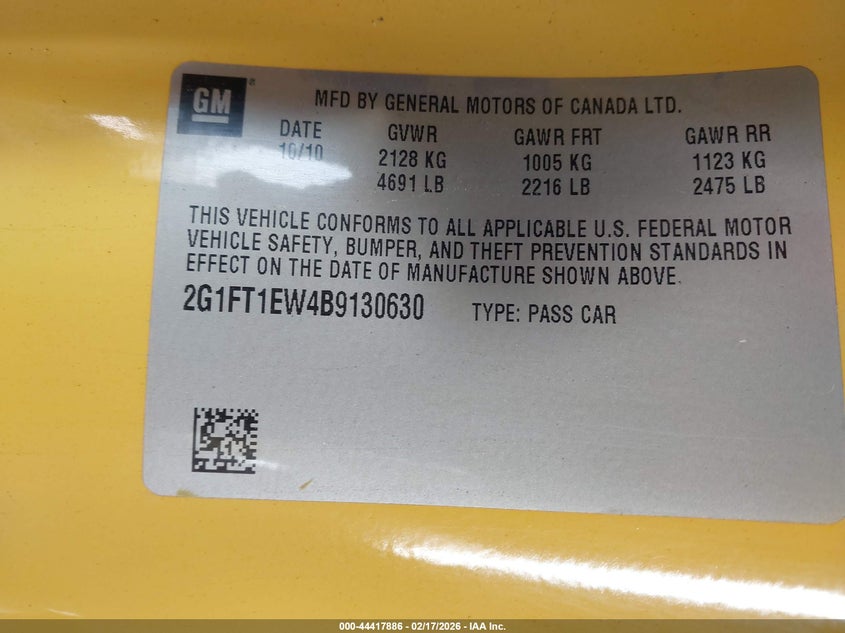 GM
MFD BY GENERAL MOTORS OF CANADA LTD.
DATE GVWR GAWR FRT GAWR RR
10/10 2128 KG 1005 KG 1123 KG
4691 LB 2216 LB 2475 LB
THIS VEHICLE CONFORMS TO ALL APPLICABLE U.S. FEDERAL MOTOR
VEHICLE SAFETY, BUMPER, AND THEFT PREVENTION STANDARDS IN
EFFECT ON THE DATE OF MANUFACTURE SHOWN ABOVE.
2G1FT1EW4B9130630 TYPE: PASS CAR
000-44417886 - 02/17/2026 - IAA Inc.